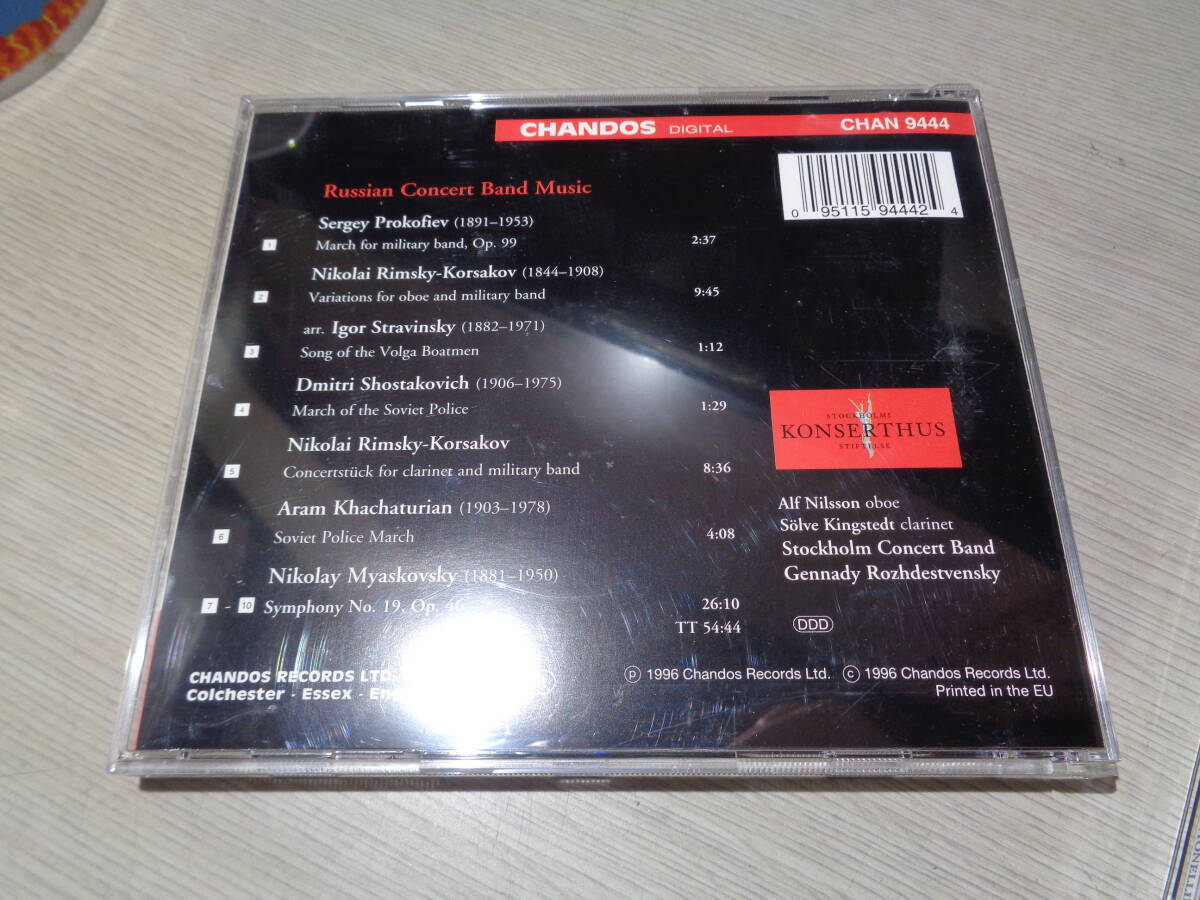 CHANDOS DIGITAL CHAN 9444
0 95115 94442 4
Russian Concert Band Music
Sergey Prokofiev (1891–1953)
1 March for military band, Op. 99 2:37
Nikolai Rimsky-Korsakov (1844–1908)
2 Variations for oboe and military band 9:45
arr. Igor Stravinsky (1882–1971)
3 Song of the Volga Boatmen 1:12
Dmitri Shostakovich (1906–1975)
4 March of the Soviet Police 1:29
Nikolai Rimsky-Korsakov
5 Concertstück for clarinet and military band 8:36
Aram Khachaturian (1903–1978)
6 Soviet Police March 4:08
Nikolay Myaskovsky (1881–1950)
7 - 10 Symphony No. 19, Op. 46 26:10
TT 54:44
STOCKHOLMS
KONSERTHUS
STIFTELSE
Alf Nilsson oboe
Sölve Kingstedt clarinet
Stockholm Concert Band
Gennady Rozhdestvensky
DDD
CHANDOS RECORDS LTD.
Colchester - Essex -
℗ 1996 Chandos Records Ltd. © 1996 Chandos Records Ltd.
Printed in the EU